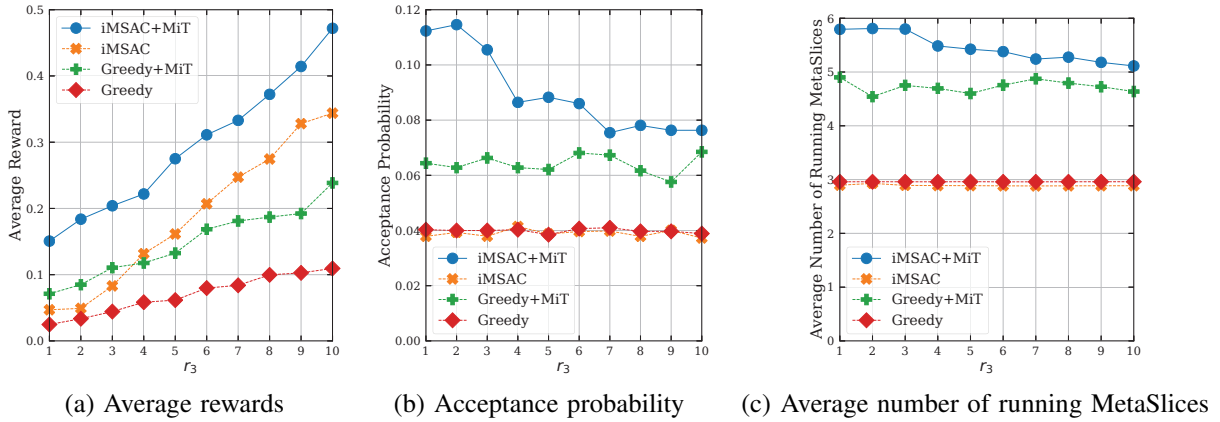 0.5
0.4
0.3
0.2
0.1
0.0
Average Reward
iMSAC+MiT
iMSAC
Greedy+MiT
Greedy
1 2 3 4 5 6 7 8 9 10
r3
(a) Average rewards
0.12
0.10
0.08
0.06
0.04
0.02
0.00
Acceptance Probability
iMSAC+MiT
iMSAC
Greedy+MiT
Greedy
1 2 3 4 5 6 7 8 9 10
r3
(b) Acceptance probability
6
5
4
3
2
1
0
Average Number of Running MetaSlices
iMSAC+MiT
iMSAC
Greedy+MiT
Greedy
1 2 3 4 5 6 7 8 9 10
r3
(c) Average number of running MetaSlices